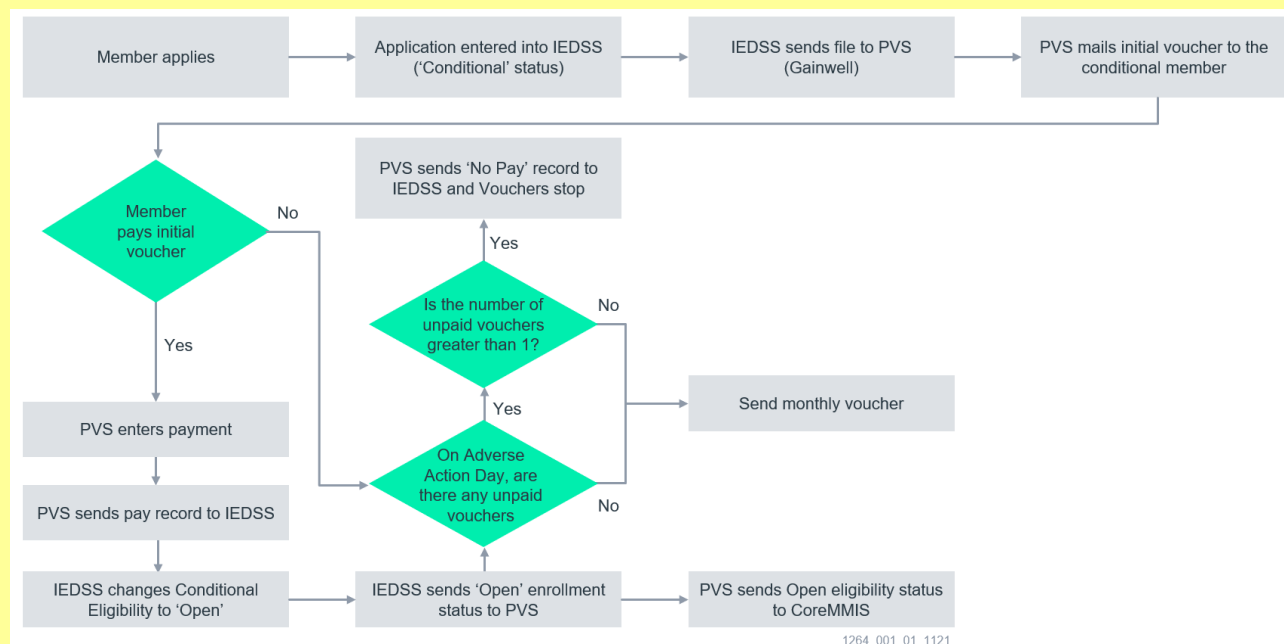 Member applies
Application entered into IEDSS
(‘Conditional’ status)
IEDSS sends file to PVS
(Gainwell)
PVS mails initial voucher to the
conditional member
Member
pays initial
voucher
No
Yes
PVS sends ‘No Pay’ record to
IEDSS and Vouchers stop
Yes
Is the number of
unpaid vouchers
greater than 1?
No
Yes
Send monthly voucher
On Adverse
Action Day, are
there any unpaid
vouchers
No
PVS enters payment
PVS sends pay record to IEDSS
IEDSS changes Conditional
Eligibility to ‘Open’
IEDSS sends ‘Open’ enrollment
status to PVS
PVS sends Open eligibility status
to CoreMMIS
1264_001_01_1121